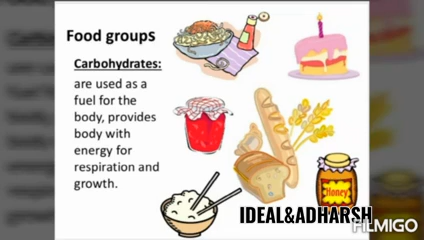 Food groups
Carbohydrates:
are used as a
fuel for the
body, provides
body with
energy for
respiration and
growth.
Honey
IDEAL&ADHARSH
FILMIGO